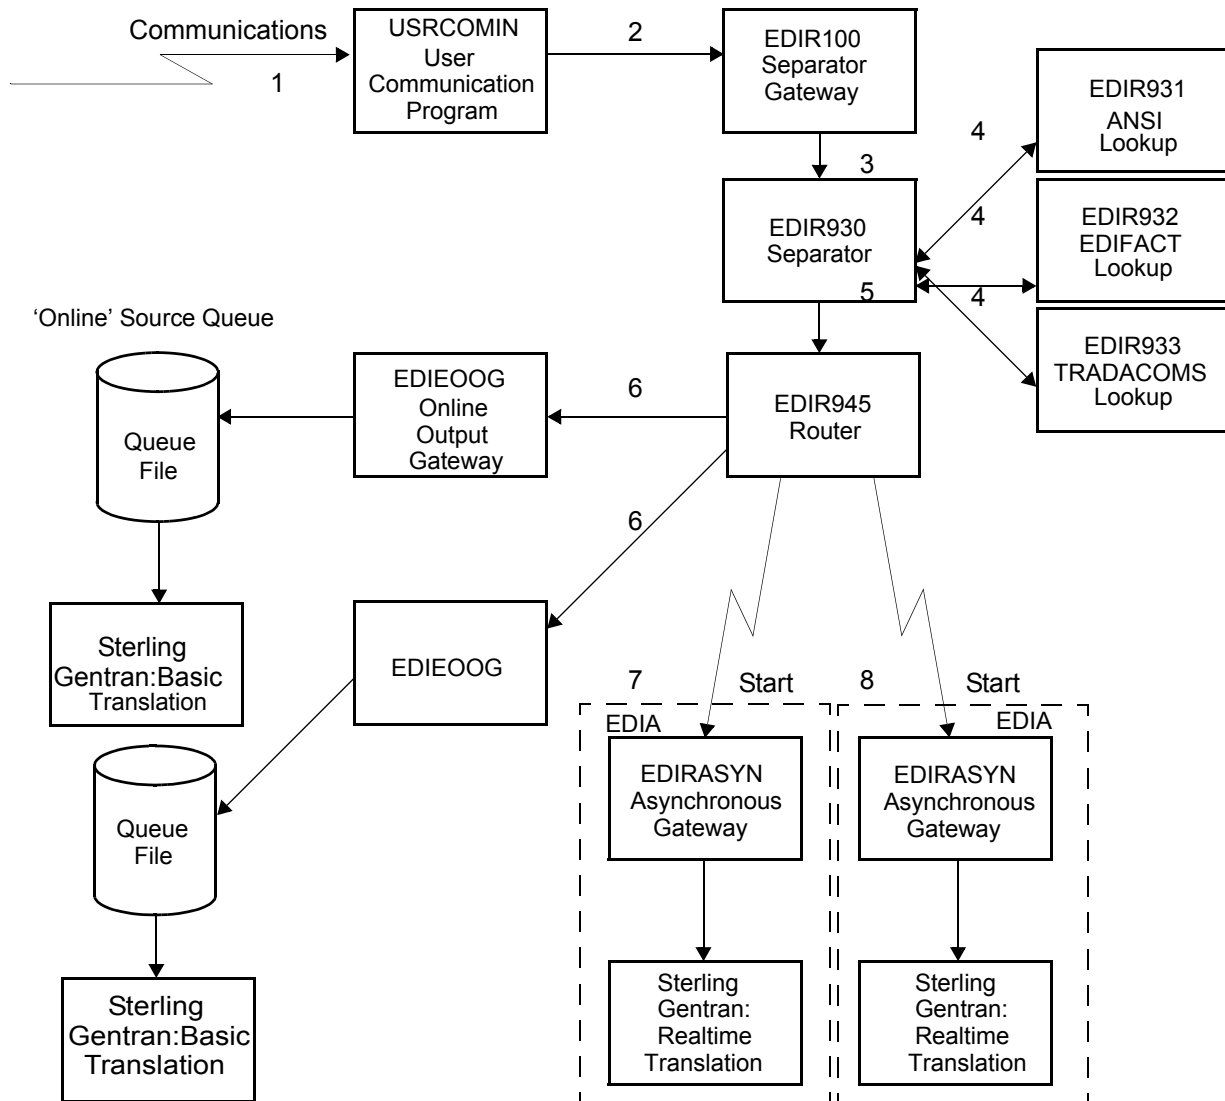 Communications
1
USRCOMIN
User
Communication
Program
2
EDIR100
Separator
Gateway
3
EDIR930
Separator
5
4
4
4
EDIR931
ANSI
Lookup
EDIR932
EDIFACT
Lookup
EDIR933
TRADACOMS
Lookup
‘Online’ Source Queue
Queue
File
EDIEOOG
Online
Output
Gateway
6
EDIR945
Router
6
Sterling
Gentran:Basic
Translation
EDIEOOG
Queue
File
Sterling
Gentran:Basic
Translation
7
Start
EDIA
EDIRASYN
Asynchronous
Gateway
Sterling
Gentran:
Realtime
Translation
8
Start
EDIA
EDIRASYN
Asynchronous
Gateway
Sterling
Gentran:
Realtime
Translation